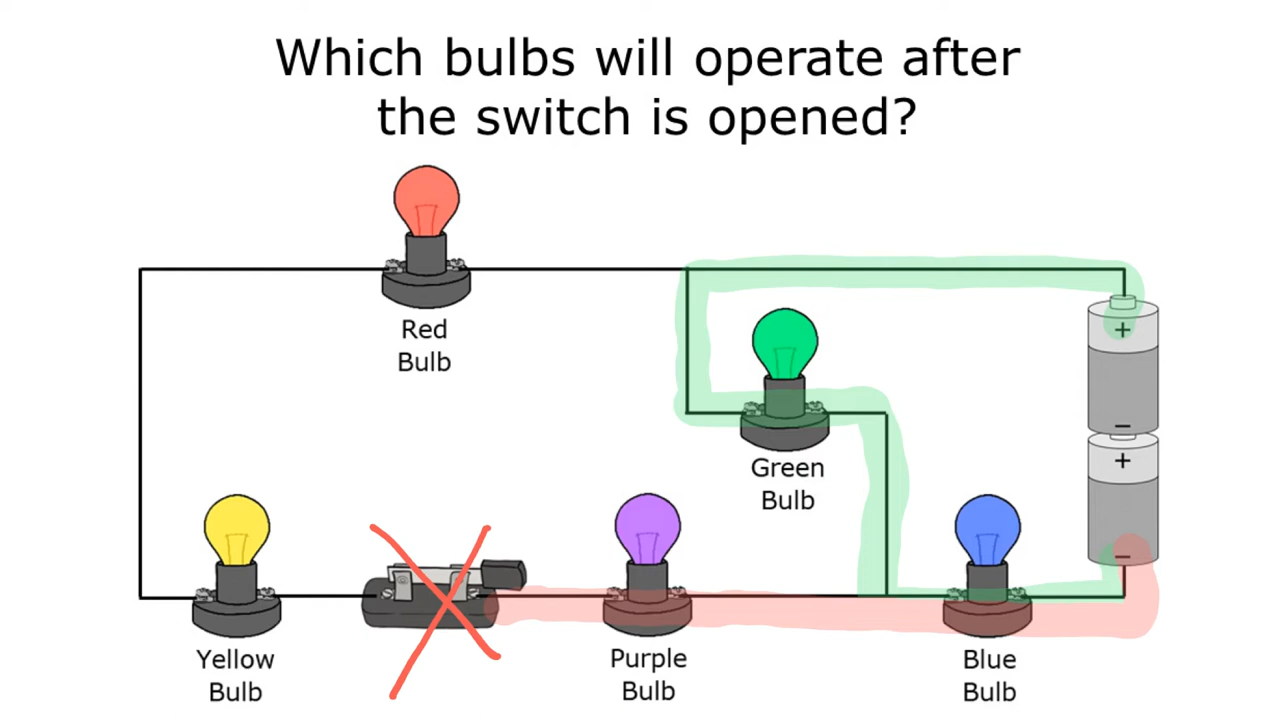 Which bulbs will operate after
the switch is opened?
Red
Bulb
+
Green
Bulb
–
+
–
Yellow
Bulb
Purple
Bulb
Blue
Bulb